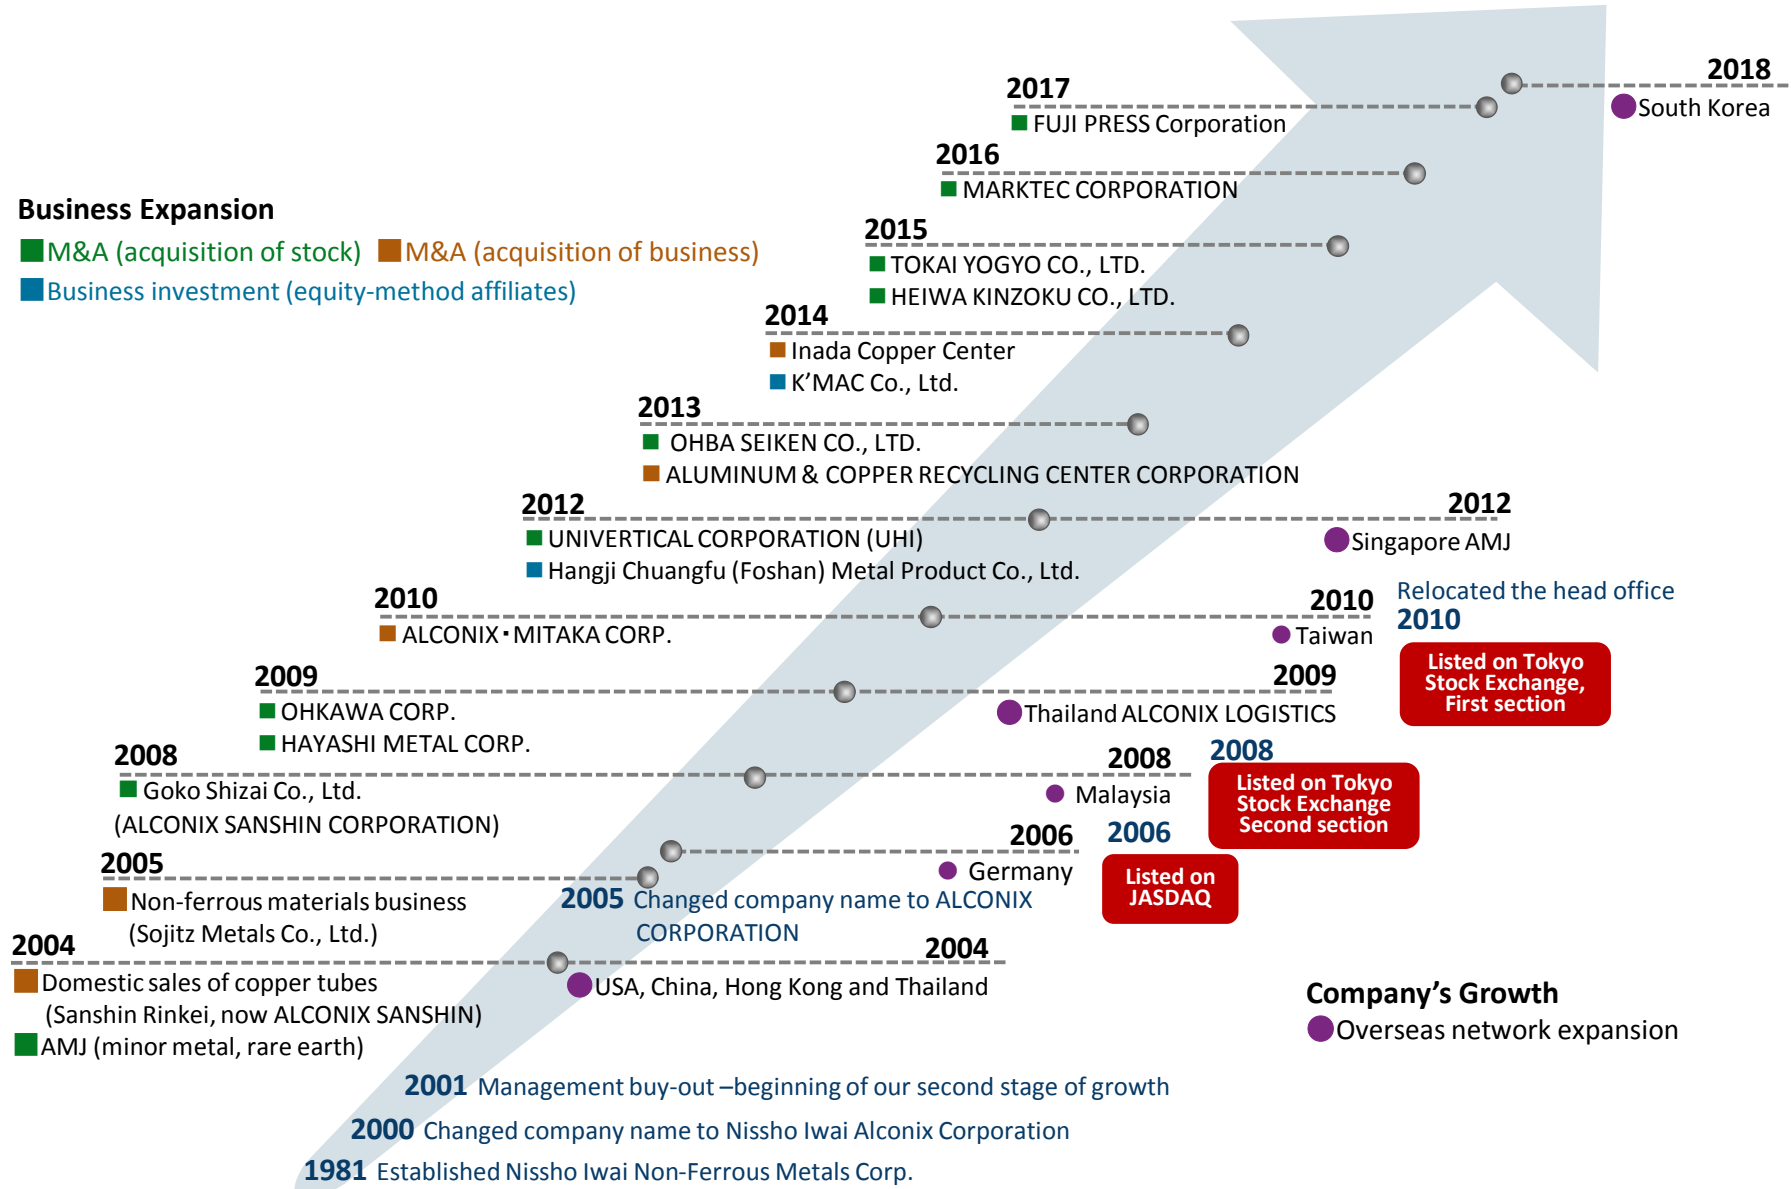 2018
South Korea
2017
FUJI PRESS Corporation
2016
MARKTEC CORPORATION
Business Expansion
M&A (acquisition of stock) M&A (acquisition of business)
Business investment (equity-method affiliates)
2015
TOKAI YOGYO CO., LTD.
HEIWA KINZOKU CO., LTD.
2014
Inada Copper Center
K’MAC Co., Ltd.
2013
OHBA SEIKEN CO., LTD.
ALUMINUM & COPPER RECYCLING CENTER CORPORATION
2012
UNIVERTICAL CORPORATION (UHI)
Hangji Chuangfu (Foshan) Metal Product Co., Ltd.
2012
Singapore AMJ
2010
ALCONIX・MITAKA CORP.
2010
Taiwan
Relocated the head office
2010
Listed on Tokyo
Stock Exchange,
First section
2009
OHKAWA CORP.
HAYASHI METAL CORP.
2009
Thailand ALCONIX LOGISTICS
2008
Goko Shizai Co., Ltd.
(ALCONIX SANSHIN CORPORATION)
2008
Malaysia
2008
Listed on Tokyo
Stock Exchange
Second section
2006
Germany
2006
Listed on
JASDAQ
2005
Non-ferrous materials business
(Sojitz Metals Co., Ltd.)
2005 Changed company name to ALCONIX
CORPORATION
2004
Domestic sales of copper tubes
(Sanshin Rinkei, now ALCONIX SANSHIN)
AMJ (minor metal, rare earth)
2004
USA, China, Hong Kong and Thailand
Company’s Growth
Overseas network expansion
2001 Management buy-out –beginning of our second stage of growth
2000 Changed company name to Nissho Iwai Alconix Corporation
1981 Established Nissho Iwai Non-Ferrous Metals Corp.